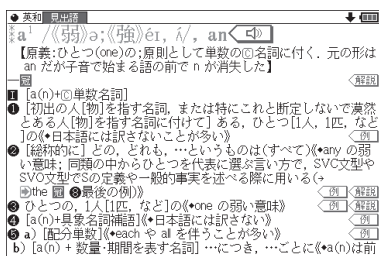 英和 見出語
⁑a¹ /《弱》ə;《強》éɪ, ʌ́/, an
【原義:ひとつ(one)の;原則として単数のⒸ名詞に付く．元の形は
an だが子音で始まる語の前で n が消失した】
━冠 解説
Ⅰ [a(n)+Ⓒ単数名詞]
❶ [初出の人[物]を指す名詞，または特にこれと断定しないで漠然
とある人[物]を指す名詞に付けて] ある，ひとつ[1人，1匹，など
]の《◆日本語には訳さないことが多い》 例
❷ [総称的に] どの，どれも，…というものは(すべて)《◆any の弱
い意味；同類の中からひとつを代表に選ぶ言い方で，SVC文型や
SVO文型でSの定義や一般的事実を述べる際に用いる(→
the 冠 ❽最後の例)》 例 解説
❸ ひとつの，1人[1匹，など]の《◆one の弱い意味》 例 解説
❹ [a(n)+具象名詞補語]《◆日本語には訳さない》 例
❺ a) [配分単数]《◆each や all を伴うことが多い》 例
b) [a(n) + 数量・期間を表す名詞] …につき，…ごとに《◆a(n)は前